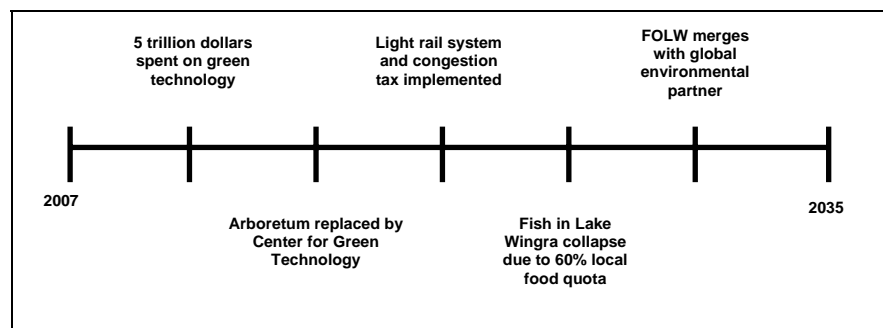 5 trillion dollars
spent on green
technology
Light rail system
and congestion
tax implemented
FOLW merges
with global
environmental
partner
2007
2035
Arboretum replaced by
Center for Green
Technology
Fish in Lake
Wingra collapse
due to 60% local
food quota